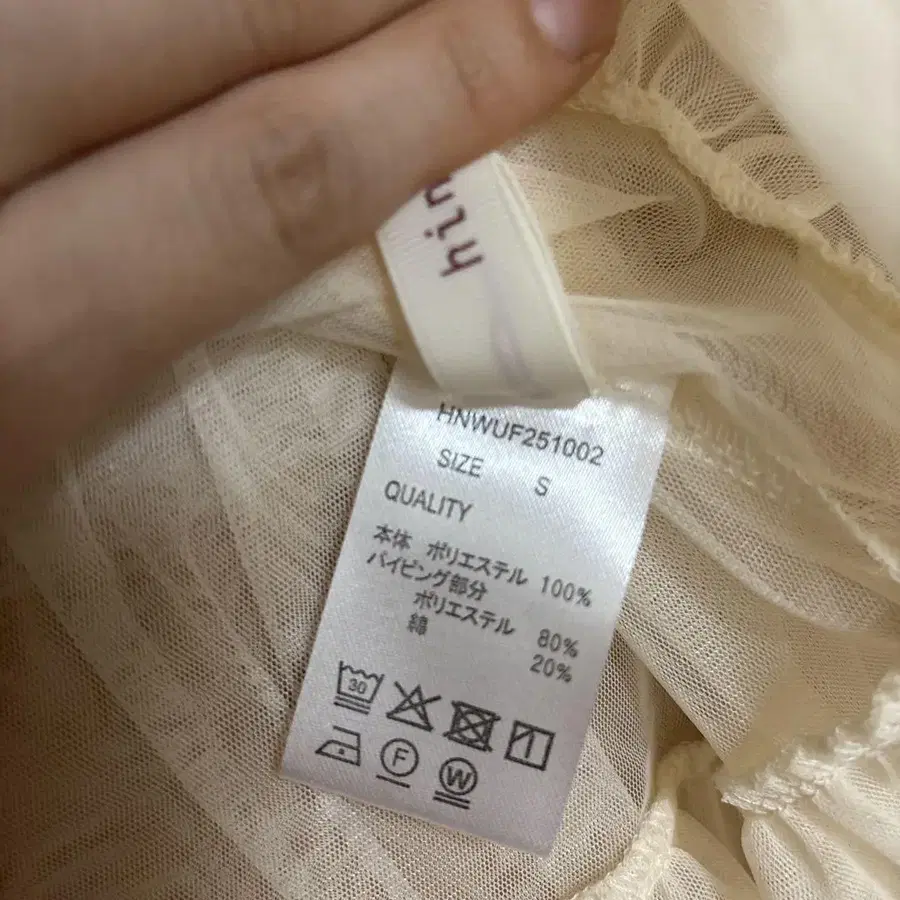 hin
HNWUF251002
SIZE S
QUALITY
本体 ポリエステル 100%
パイピング部分
ポリエステル 80%
綿 20%
30
F
W